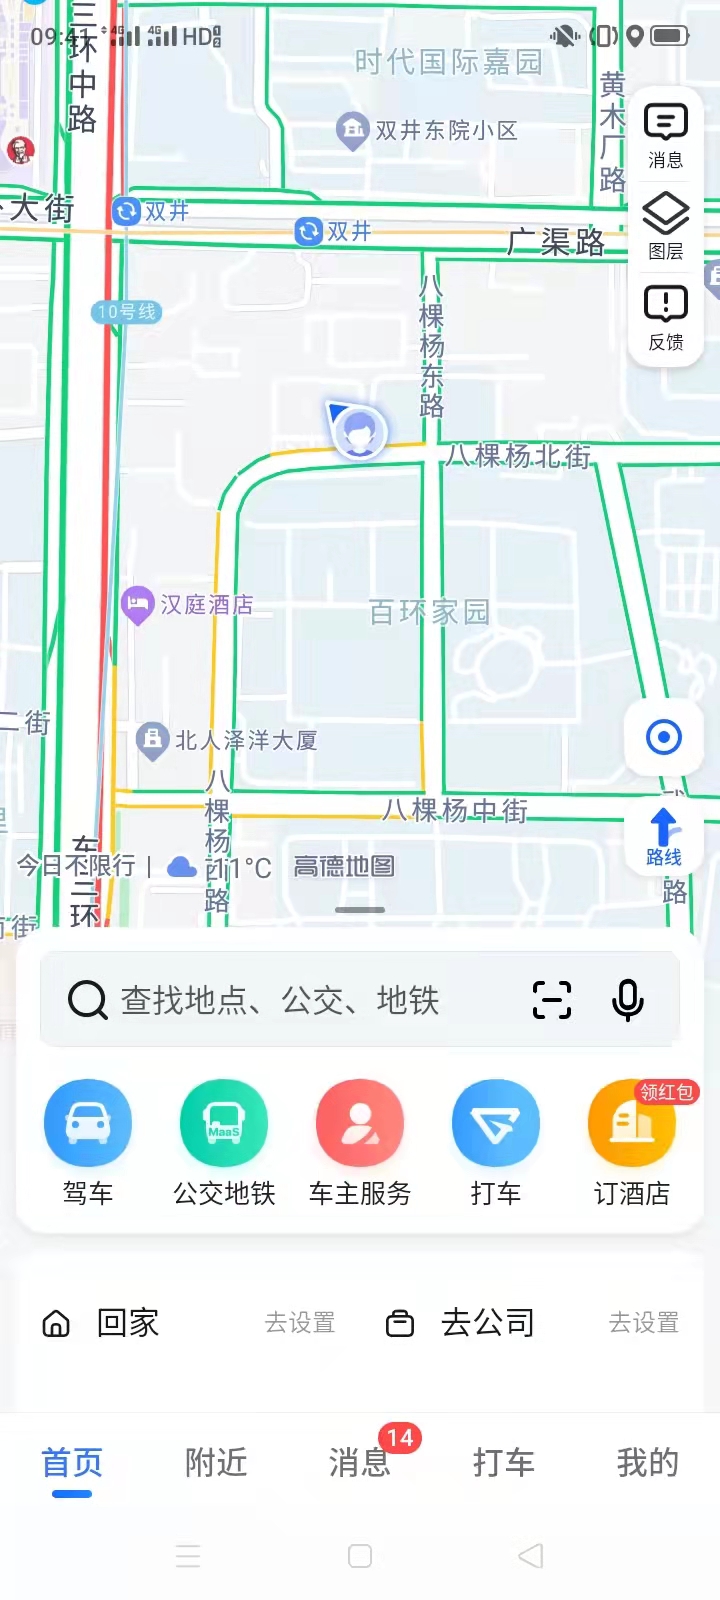 09:41
4G
4G
HD
三环中路
时代国际嘉园
黄木厂路
双井东院小区
消息
大街
双井
双井
广渠路
图层
10号线
八棵杨东路
反馈
八棵杨北街
汉庭酒店
百环家园
二街
北人泽洋大厦
八棵杨
路
八棵杨中街
东三环
今日不限行 |
11°C
高德地图
路线
路
街
查找地点、公交、地铁
领红包
MaaS
驾车
公交地铁
车主服务
打车
订酒店
回家
去设置
去公司
去设置
14
首页
附近
消息
打车
我的